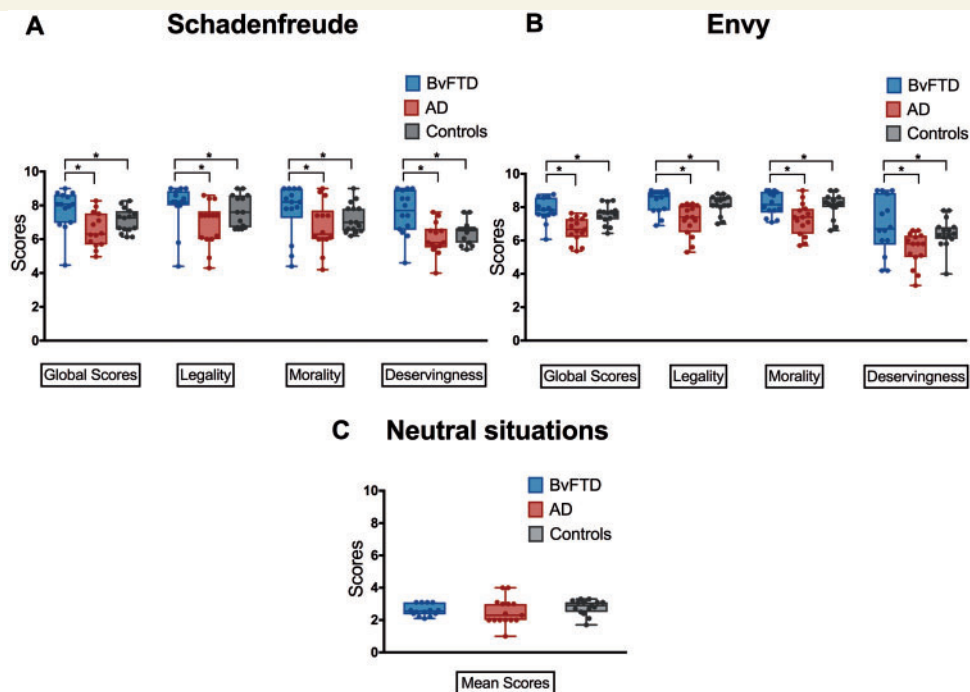 A Schadenfreude
BvFTD
AD
Controls
* * * *
* * * *
Scores
10
8
6
4
2
0
Global Scores Legality Morality Deservingness
B Envy
BvFTD
AD
Controls
* * * *
* * * *
Scores
10
8
6
4
2
0
Global Scores Legality Morality Deservingness
C Neutral situations
BvFTD
AD
Controls
Scores
10
8
6
4
2
0
Mean Scores